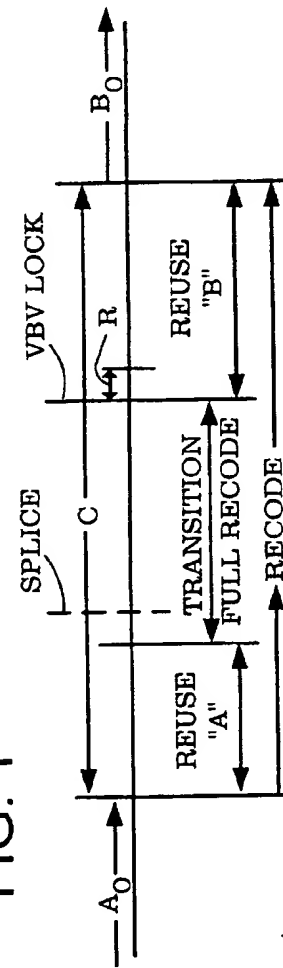 FIG. 1
SPLICE
VBV LOCK
C
R
A0
B0
REUSE
"A"
TRANSITION
FULL RECODE
REUSE
"B"
RECODE